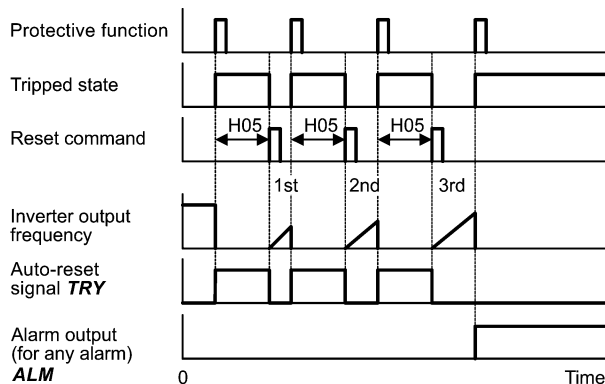 Protective function
Tripped state
H05 H05 H05
Reset command
1st 2nd 3rd
Inverter output
frequency
Auto-reset
signal TRY
Alarm output
(for any alarm)
ALM
0 Time